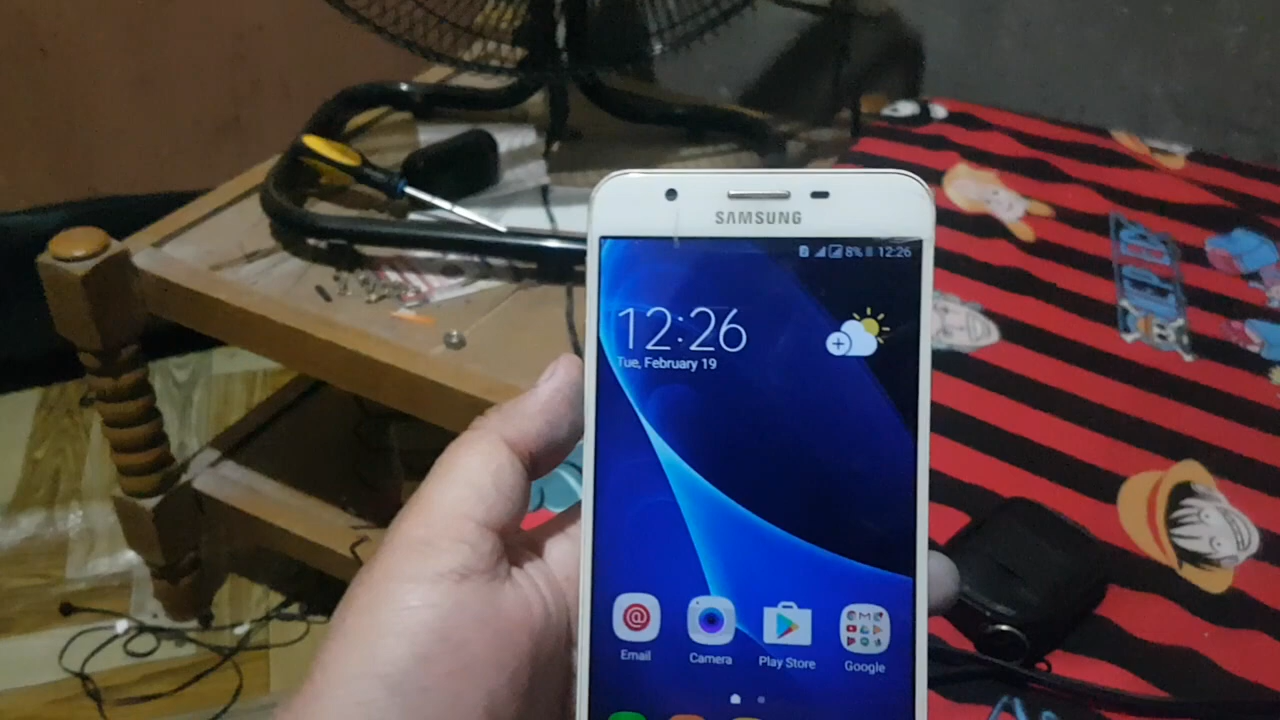 SAMSUNG
8% 12:26
12:26
Tue, February 19
Email
Camera
Play Store
Google